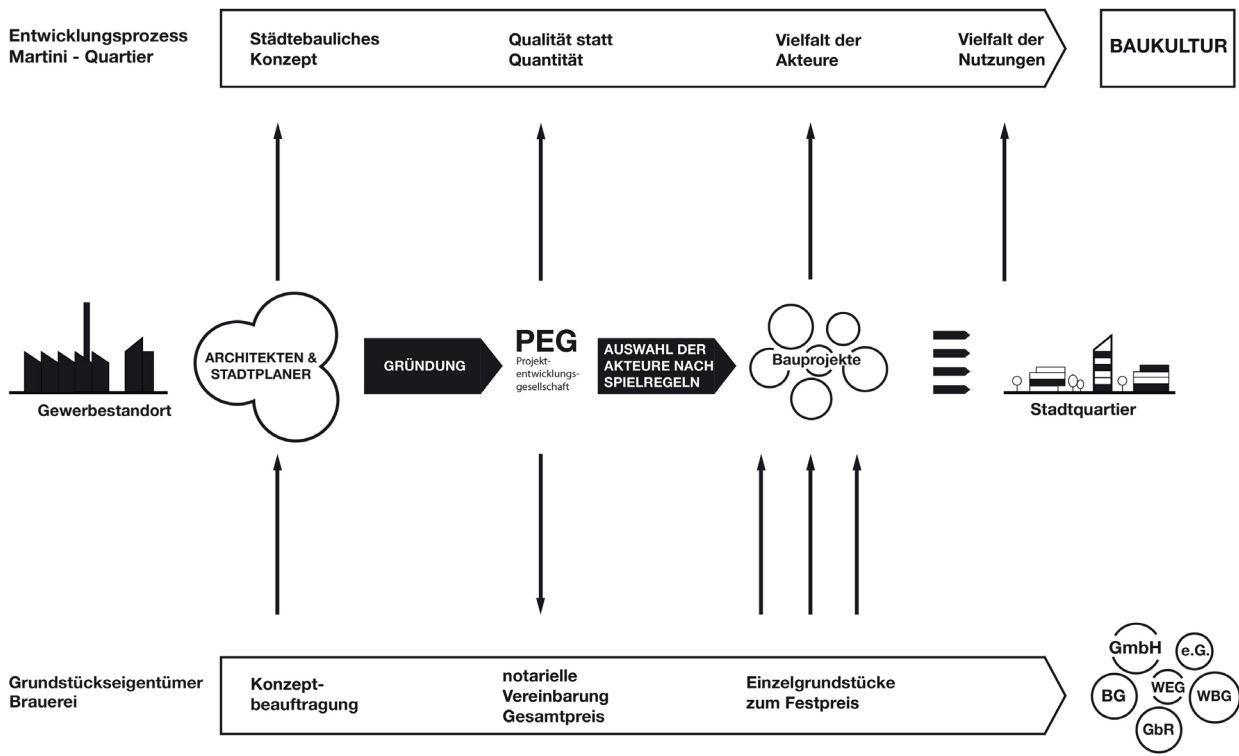 Entwicklungsprozess
Martini - Quartier
Städtebauliches
Konzept
Qualität statt
Quantität
Vielfalt der
Akteure
Vielfalt der
Nutzungen
BAUKULTUR
Gewerbestandort
ARCHITEKTEN &
STADTPLANER
GRÜNDUNG
PEG
Projekt-
entwicklungs-
gesellschaft
AUSWAHL DER
AKTEURE NACH
SPIELREGELN
Bauprojekte
Stadtquartier
Grundstückseigentümer
Brauerei
Konzept-
beauftragung
notarielle
Vereinbarung
Gesamtpreis
Einzelgrundstücke
zum Festpreis
GmbH
e.G.
BG
WEG
WBG
GbR